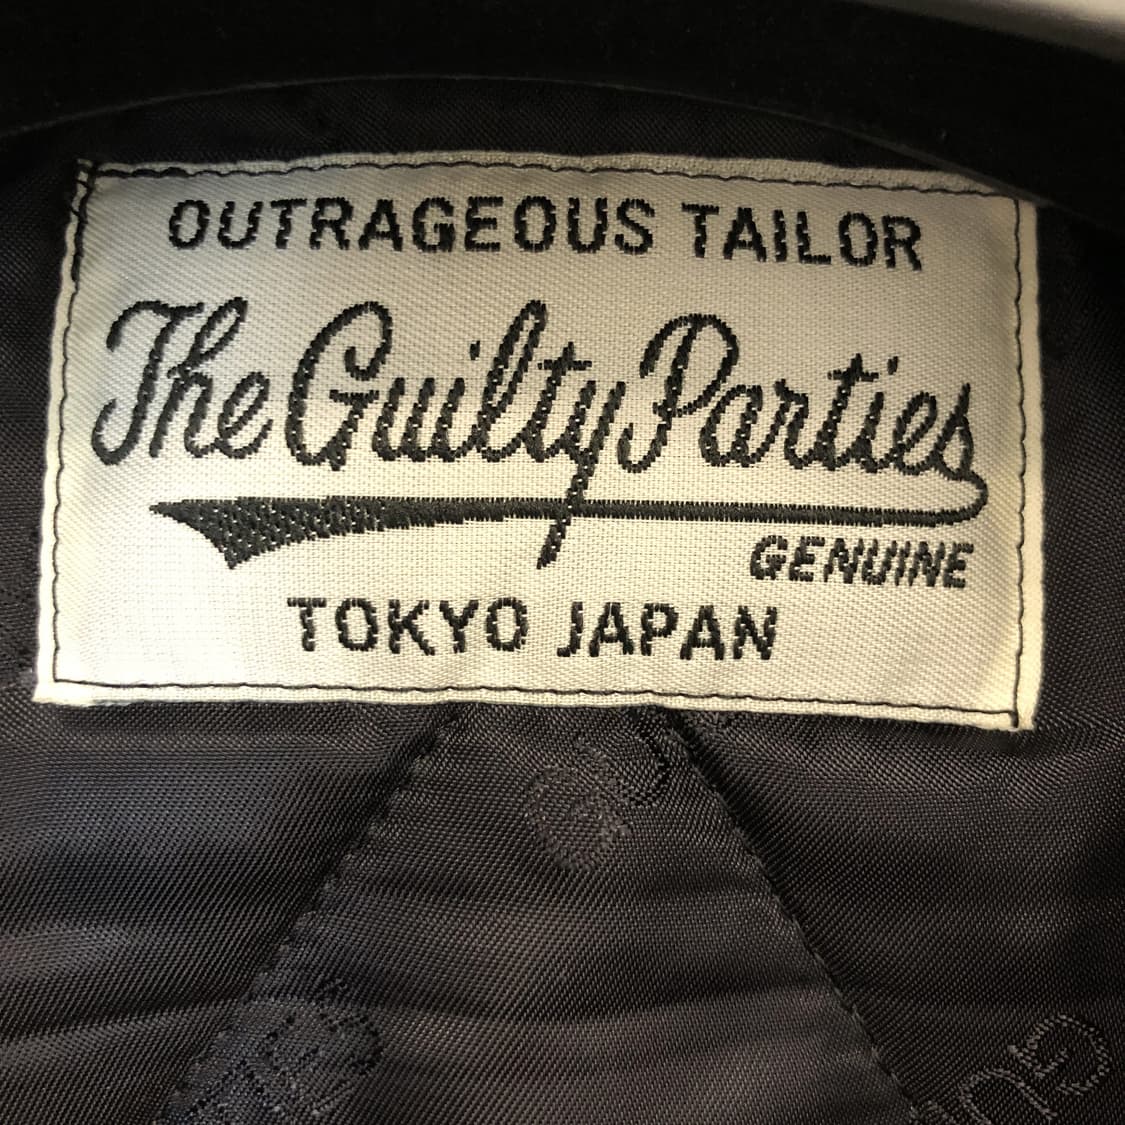 OUTRAGEOUS TAILOR
The Guilty Parties
GENUINE
TOKYO JAPAN